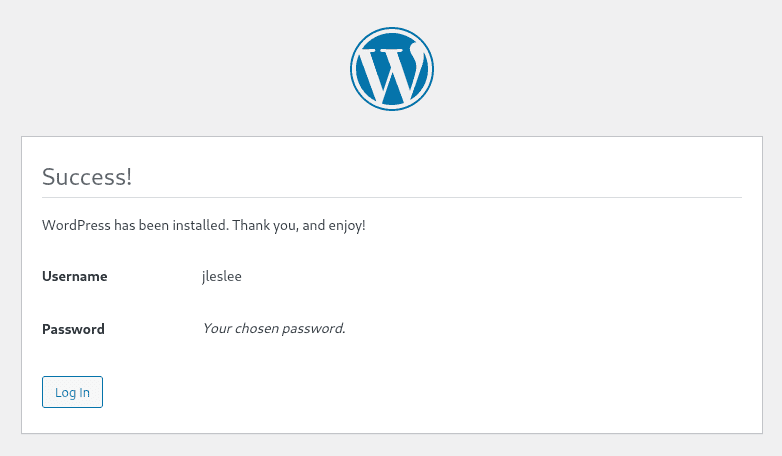 Success!
WordPress has been installed. Thank you, and enjoy!
Username jleslee
Password Your chosen password.
Log In